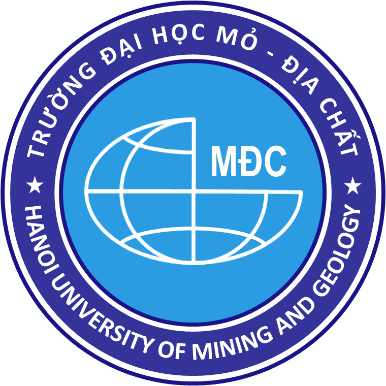 TRƯỜNG ĐẠI HỌC MỎ - ĐỊA CHẤT
MĐC
HANOI UNIVERSITY OF MINING AND GEOLOGY